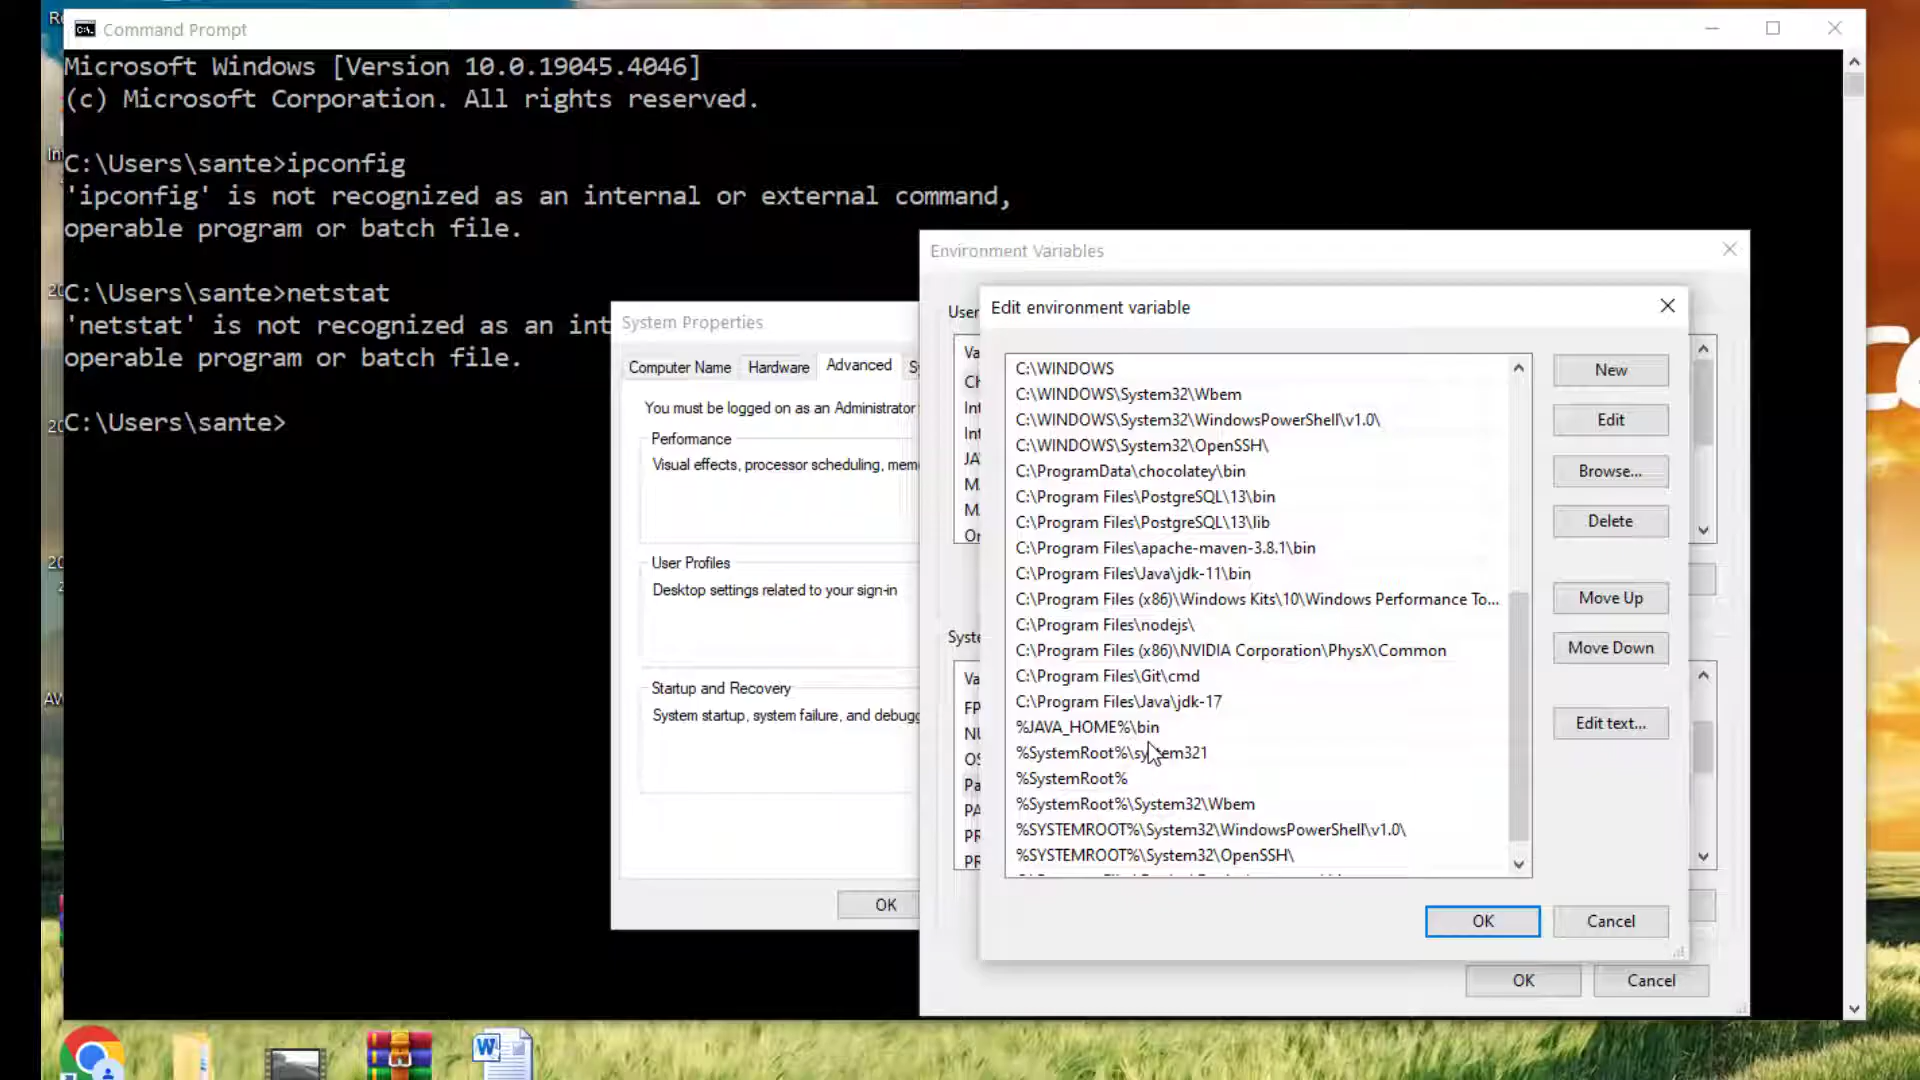 Command Prompt
Microsoft Windows [Version 10.0.19045.4046]
(c) Microsoft Corporation. All rights reserved.
C:\Users\sante>ipconfig
'ipconfig' is not recognized as an internal or external command,
operable program or batch file.
C:\Users\sante>netstat
'netstat' is not recognized as an int
operable program or batch file.
C:\Users\sante>
System Properties
Computer Name
Hardware
Advanced
You must be logged on as an Administrator
Performance
Visual effects, processor scheduling, mem
User Profiles
Desktop settings related to your sign-in
Startup and Recovery
System startup, system failure, and debugg
OK
Environment Variables
User
Syste
Edit environment variable
C:\WINDOWS
C:\WINDOWS\System32\Wbem
C:\WINDOWS\System32\WindowsPowerShell\v1.0\
C:\WINDOWS\System32\OpenSSH\
C:\ProgramData\chocolatey\bin
C:\Program Files\PostgreSQL\13\bin
C:\Program Files\PostgreSQL\13\lib
C:\Program Files\apache-maven-3.8.1\bin
C:\Program Files\Java\jdk-11\bin
C:\Program Files (x86)\Windows Kits\10\Windows Performance To...
C:\Program Files\nodejs\
C:\Program Files (x86)\NVIDIA Corporation\PhysX\Common
C:\Program Files\Git\cmd
C:\Program Files\Java\jdk-17
%JAVA_HOME%\bin
%SystemRoot%\system321
%SystemRoot%
%SystemRoot%\System32\Wbem
%SYSTEMROOT%\System32\WindowsPowerShell\v1.0\
%SYSTEMROOT%\System32\OpenSSH\
New
Edit
Browse...
Delete
Move Up
Move Down
Edit text...
OK
Cancel
OK
Cancel